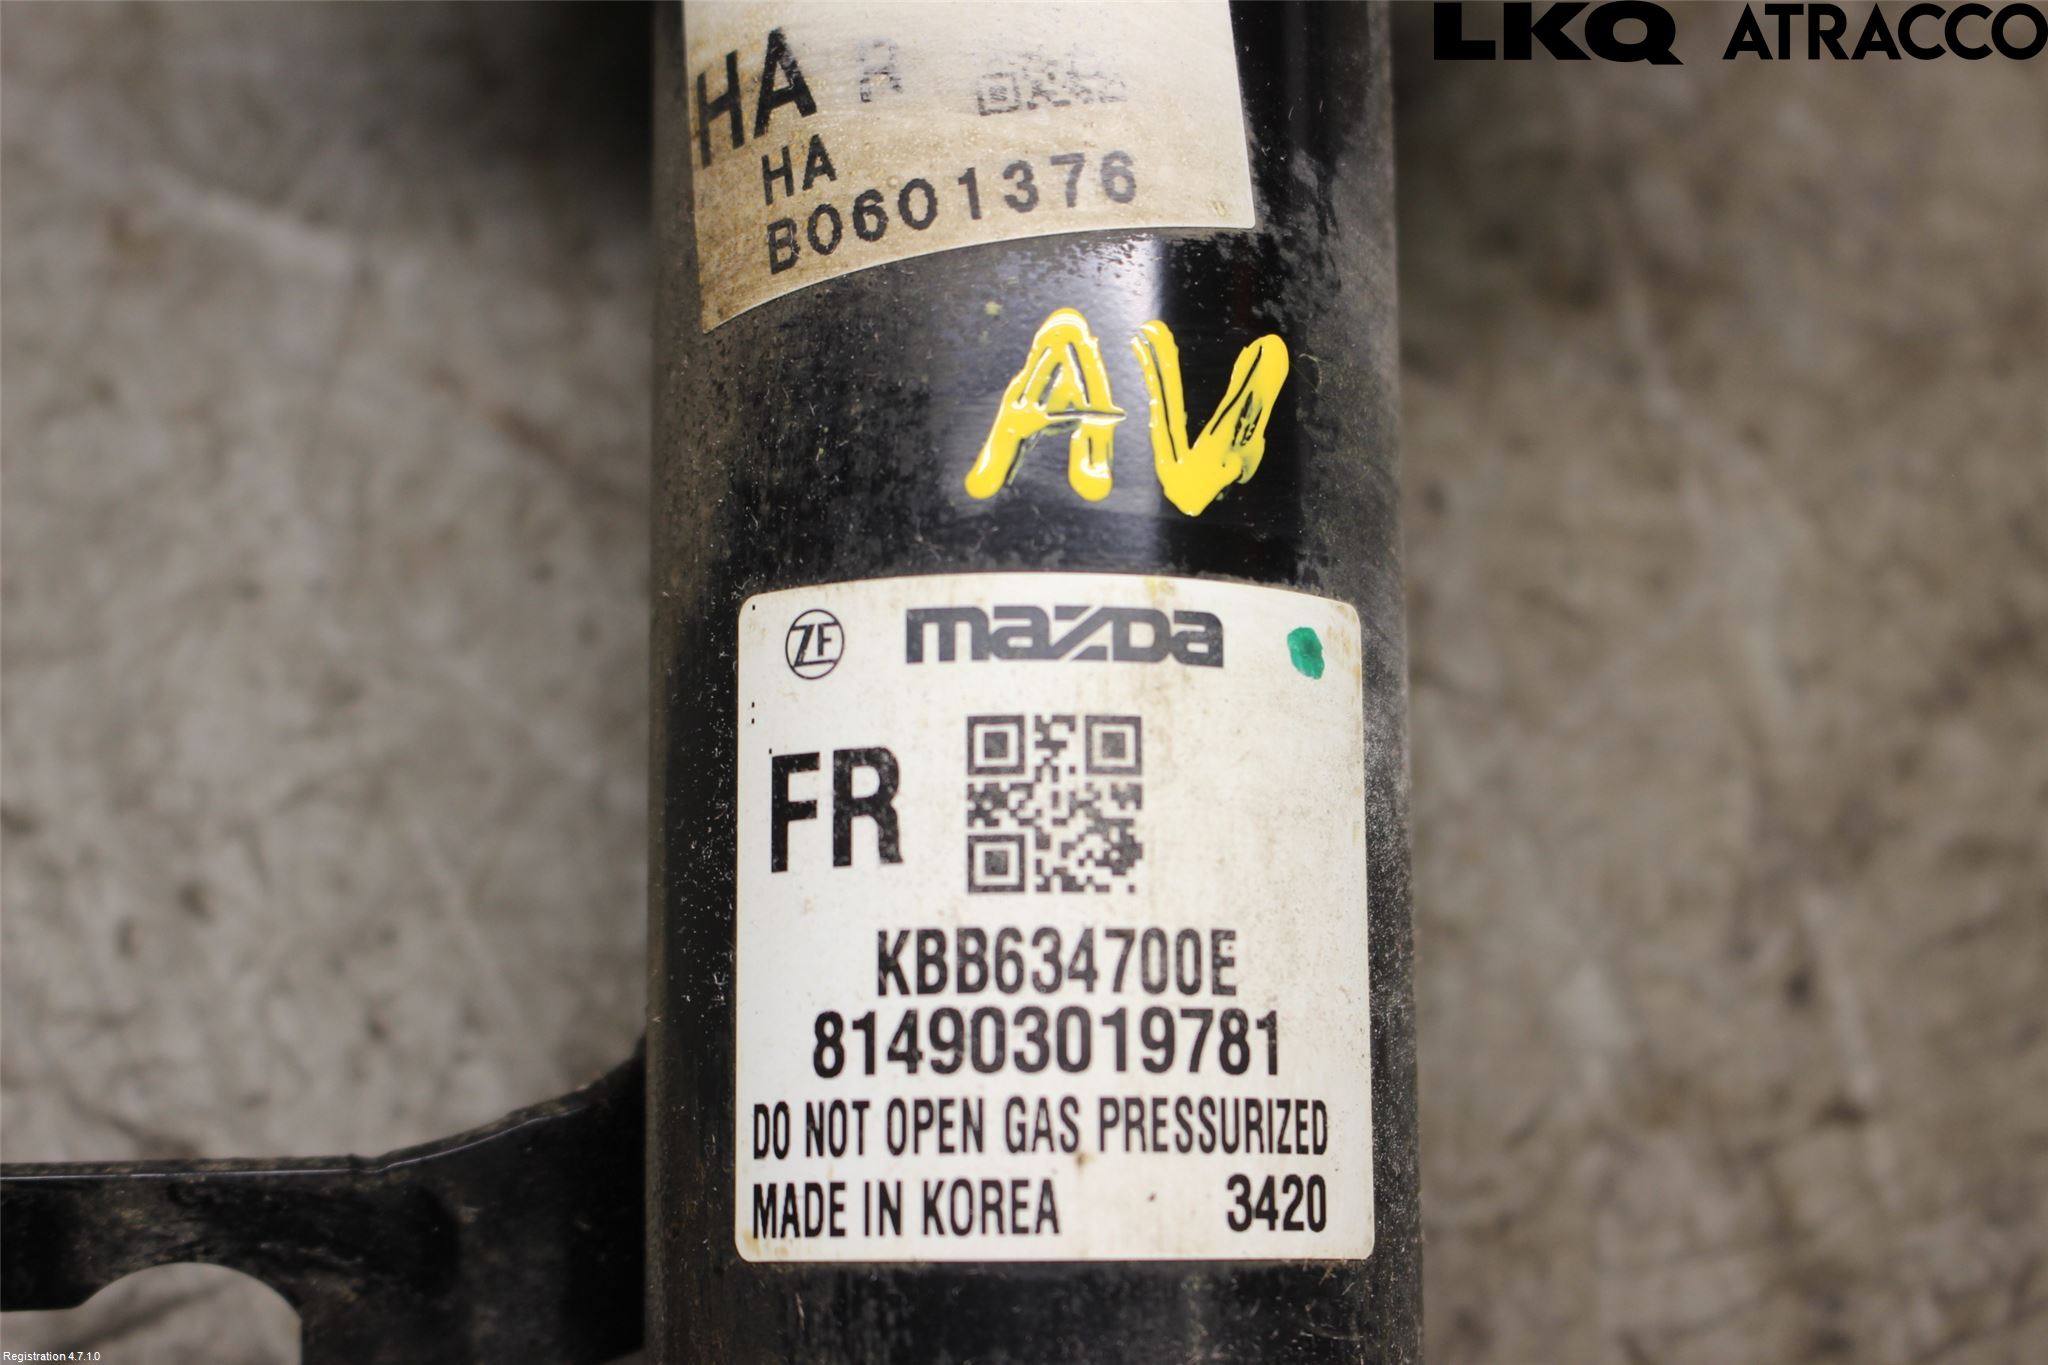 LKQ ATRACCO
HA R
HA
B0601376
AV
ZF mazda
FR
KBB634700E
814903019781
DO NOT OPEN GAS PRESSURIZED
MADE IN KOREA 3420
Registration 4.7.1.0